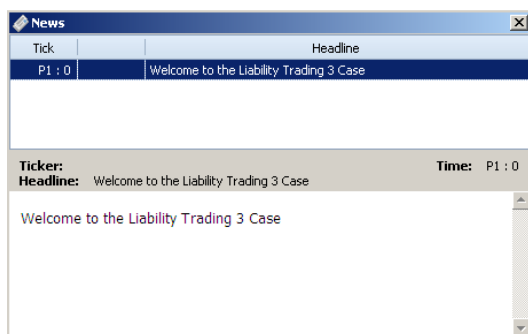 News
Tick Headline
P1 : 0 Welcome to the Liability Trading 3 Case
Ticker: Time: P1 : 0
Headline: Welcome to the Liability Trading 3 Case
Welcome to the Liability Trading 3 Case